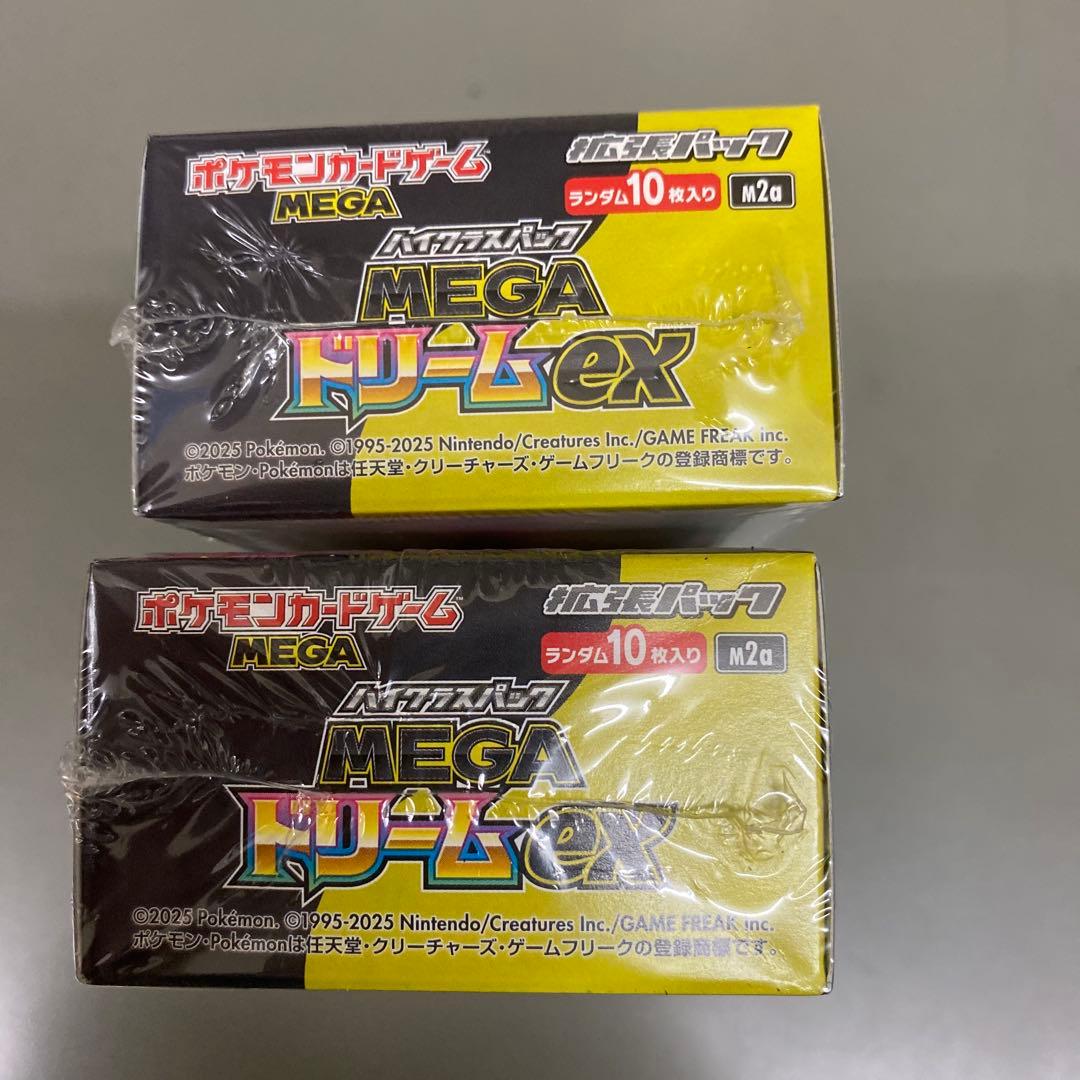 ポケモンカードゲーム
MEGA
拡張パック
ランダム10枚入り M2a
ハイクラスパック
MEGA
ドリームex
©2025 Pokémon. ©1995-2025 Nintendo/Creatures Inc./GAME FREAK inc.
ポケモン・Pokémonは任天堂・クリーチャーズ・ゲームフリークの登録商標です。
ポケモンカードゲーム
MEGA
拡張パック
ランダム10枚入り M2a
ハイクラスパック
MEGA
ドリームex
©2025 Pokémon. ©1995-2025 Nintendo/Creatures Inc./GAME FREAK inc.
ポケモン・Pokémonは任天堂・クリーチャーズ・ゲームフリークの登録商標です。